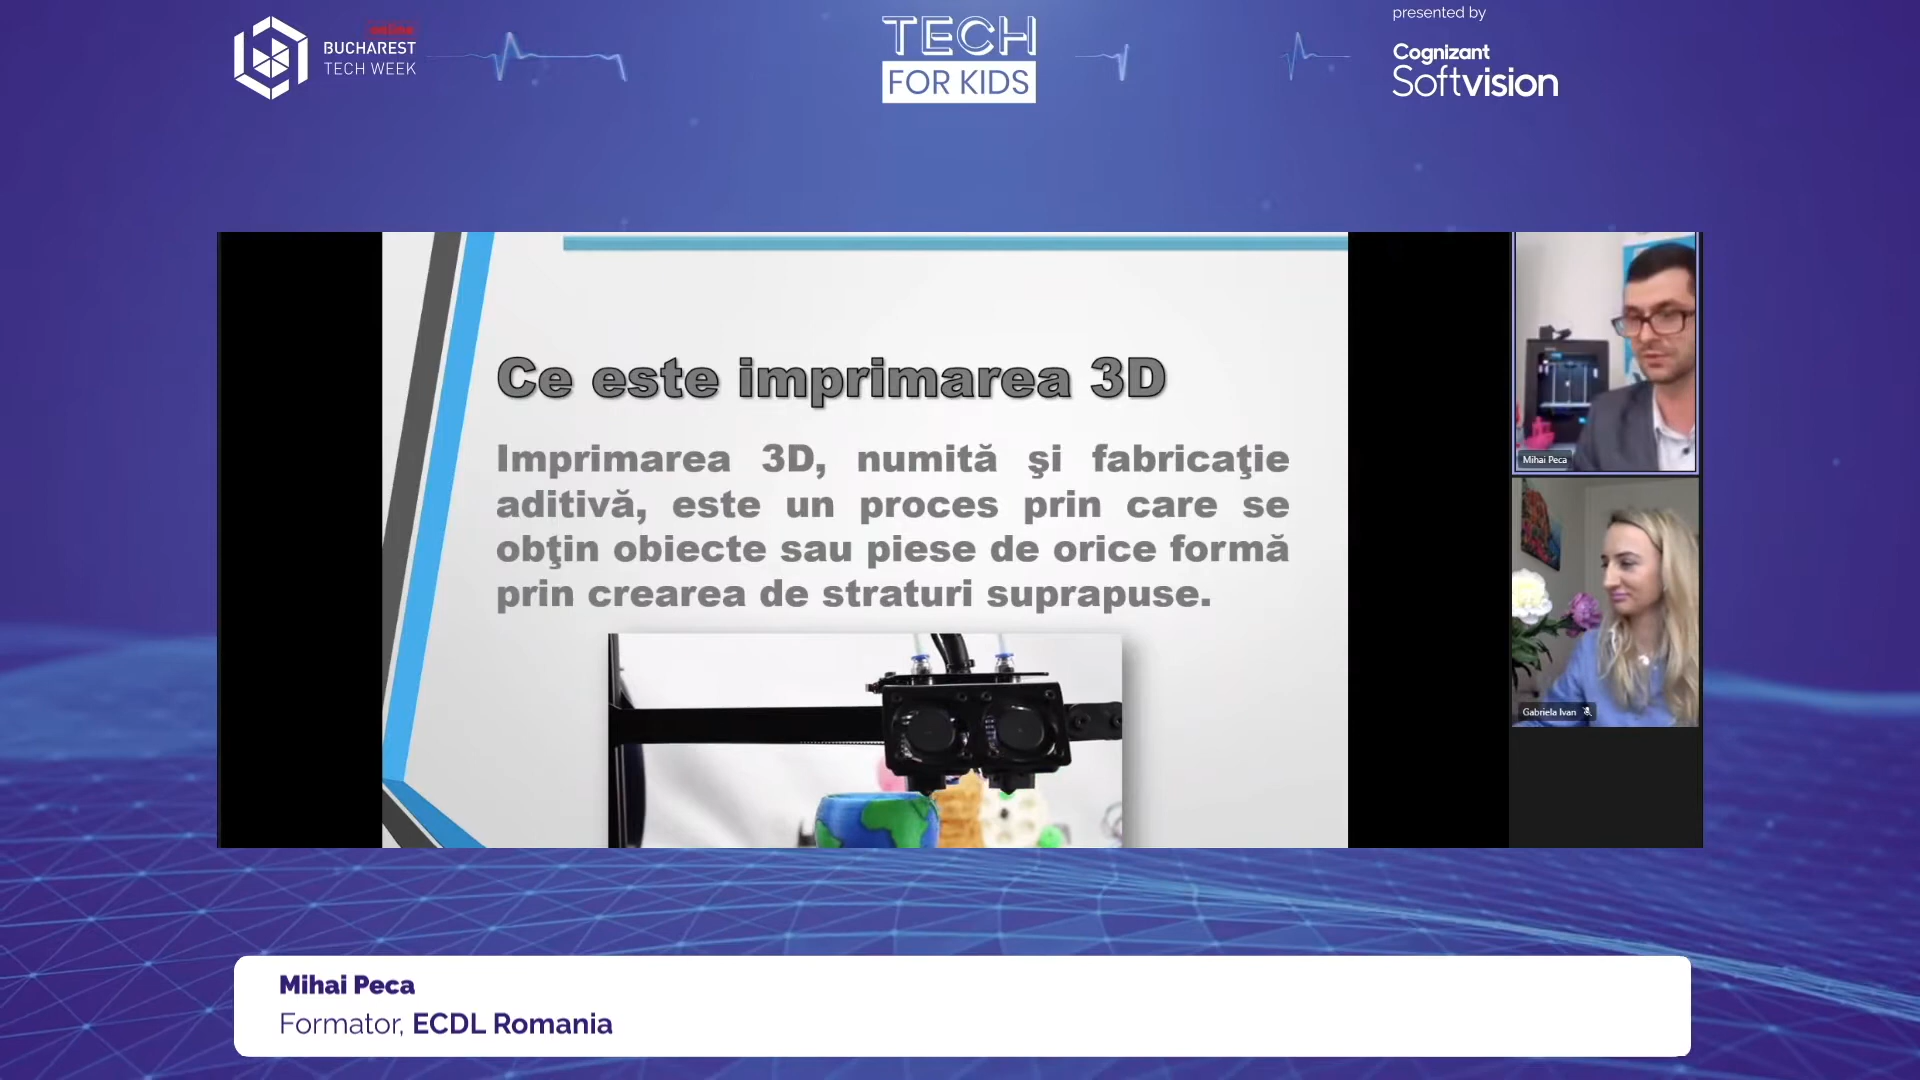 online
BUCHAREST
TECH WEEK
TECH
FOR KIDS
presented by
Cognizant
Softvision
Ce este imprimarea 3D
Imprimarea 3D, numită şi fabricaţie
aditivă, este un proces prin care se
obţin obiecte sau piese de orice formă
prin crearea de straturi suprapuse.
Mihai Peca
Gabriela Ivan
Mihai Peca
Formator, ECDL Romania